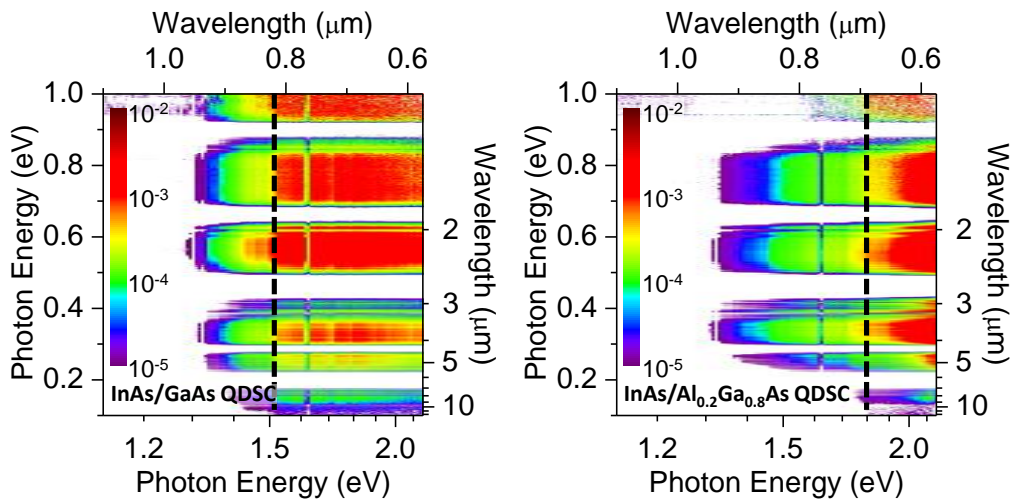 Wavelength (μm)
1.0 0.8 0.6
Photon Energy (eV)
1.0
0.8
0.6
0.4
0.2
10⁻²
10⁻³
10⁻⁴
10⁻⁵
InAs/GaAs QDSC
2
3
5
10
Wavelength (μm)
1.2 1.5 2.0
Photon Energy (eV)
Wavelength (μm)
1.0 0.8 0.6
Photon Energy (eV)
1.0
0.8
0.6
0.4
0.2
10⁻²
10⁻³
10⁻⁴
10⁻⁵
InAs/Al₀.₂Ga₀.₈As QDSC
2
3
5
10
Wavelength (μm)
1.2 1.5 2.0
Photon Energy (eV)